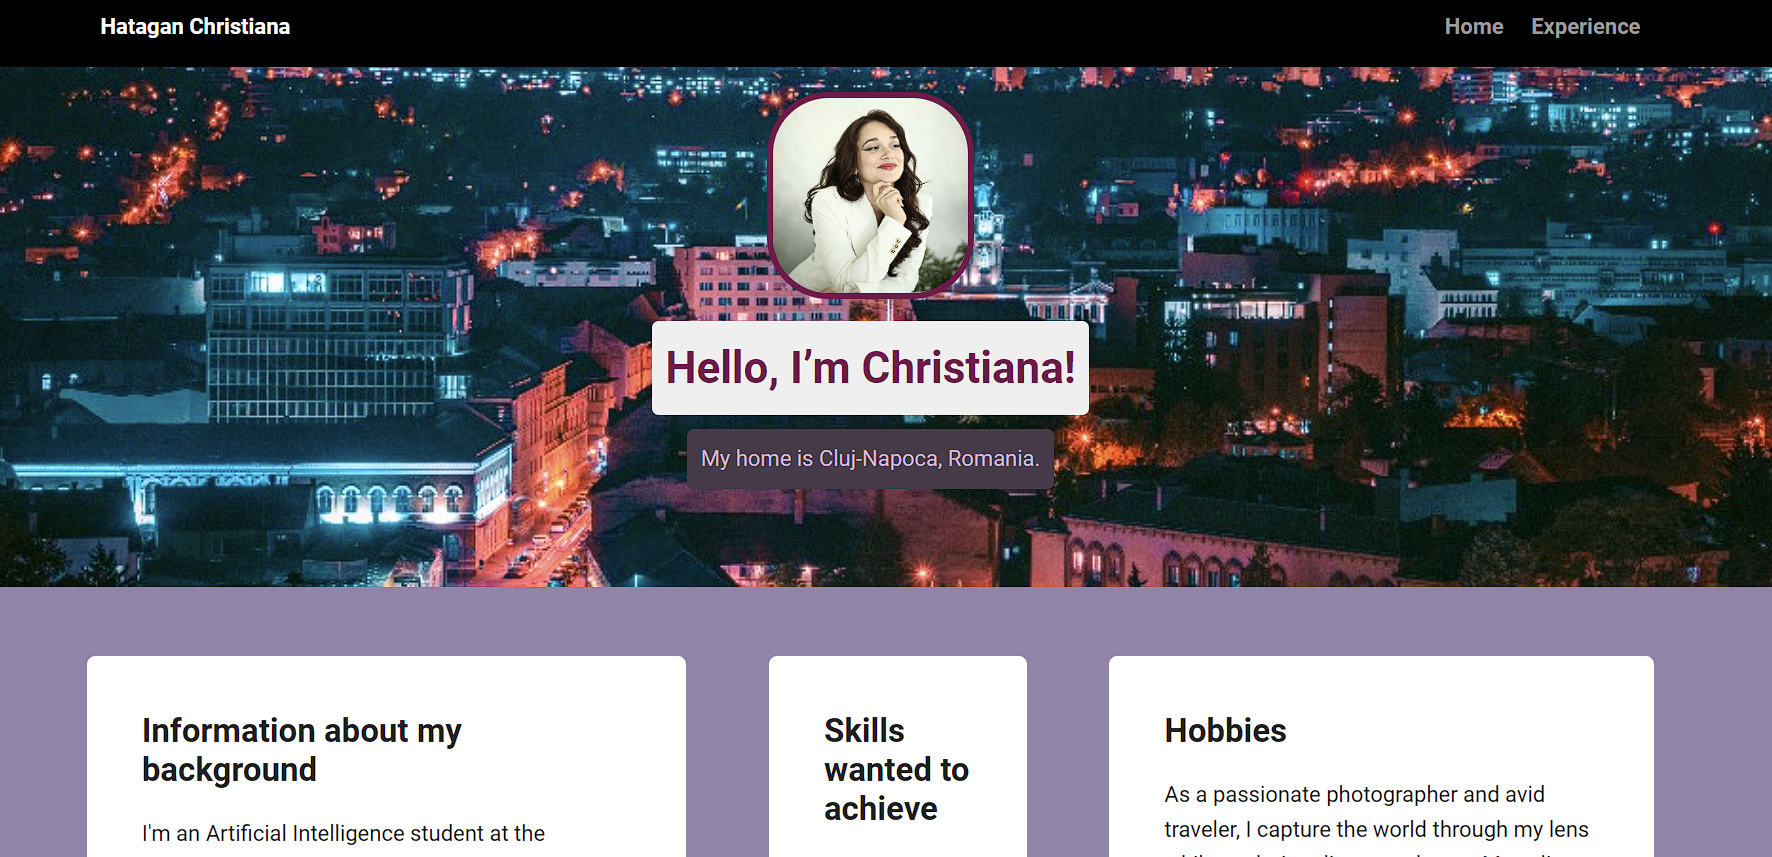 Hatagan Christiana
Home Experience
Hello, I’m Christiana!
My home is Cluj-Napoca, Romania.
Information about my
background
I'm an Artificial Intelligence student at the
Skills
wanted to
achieve
Hobbies
As a passionate photographer and avid
traveler, I capture the world through my lens